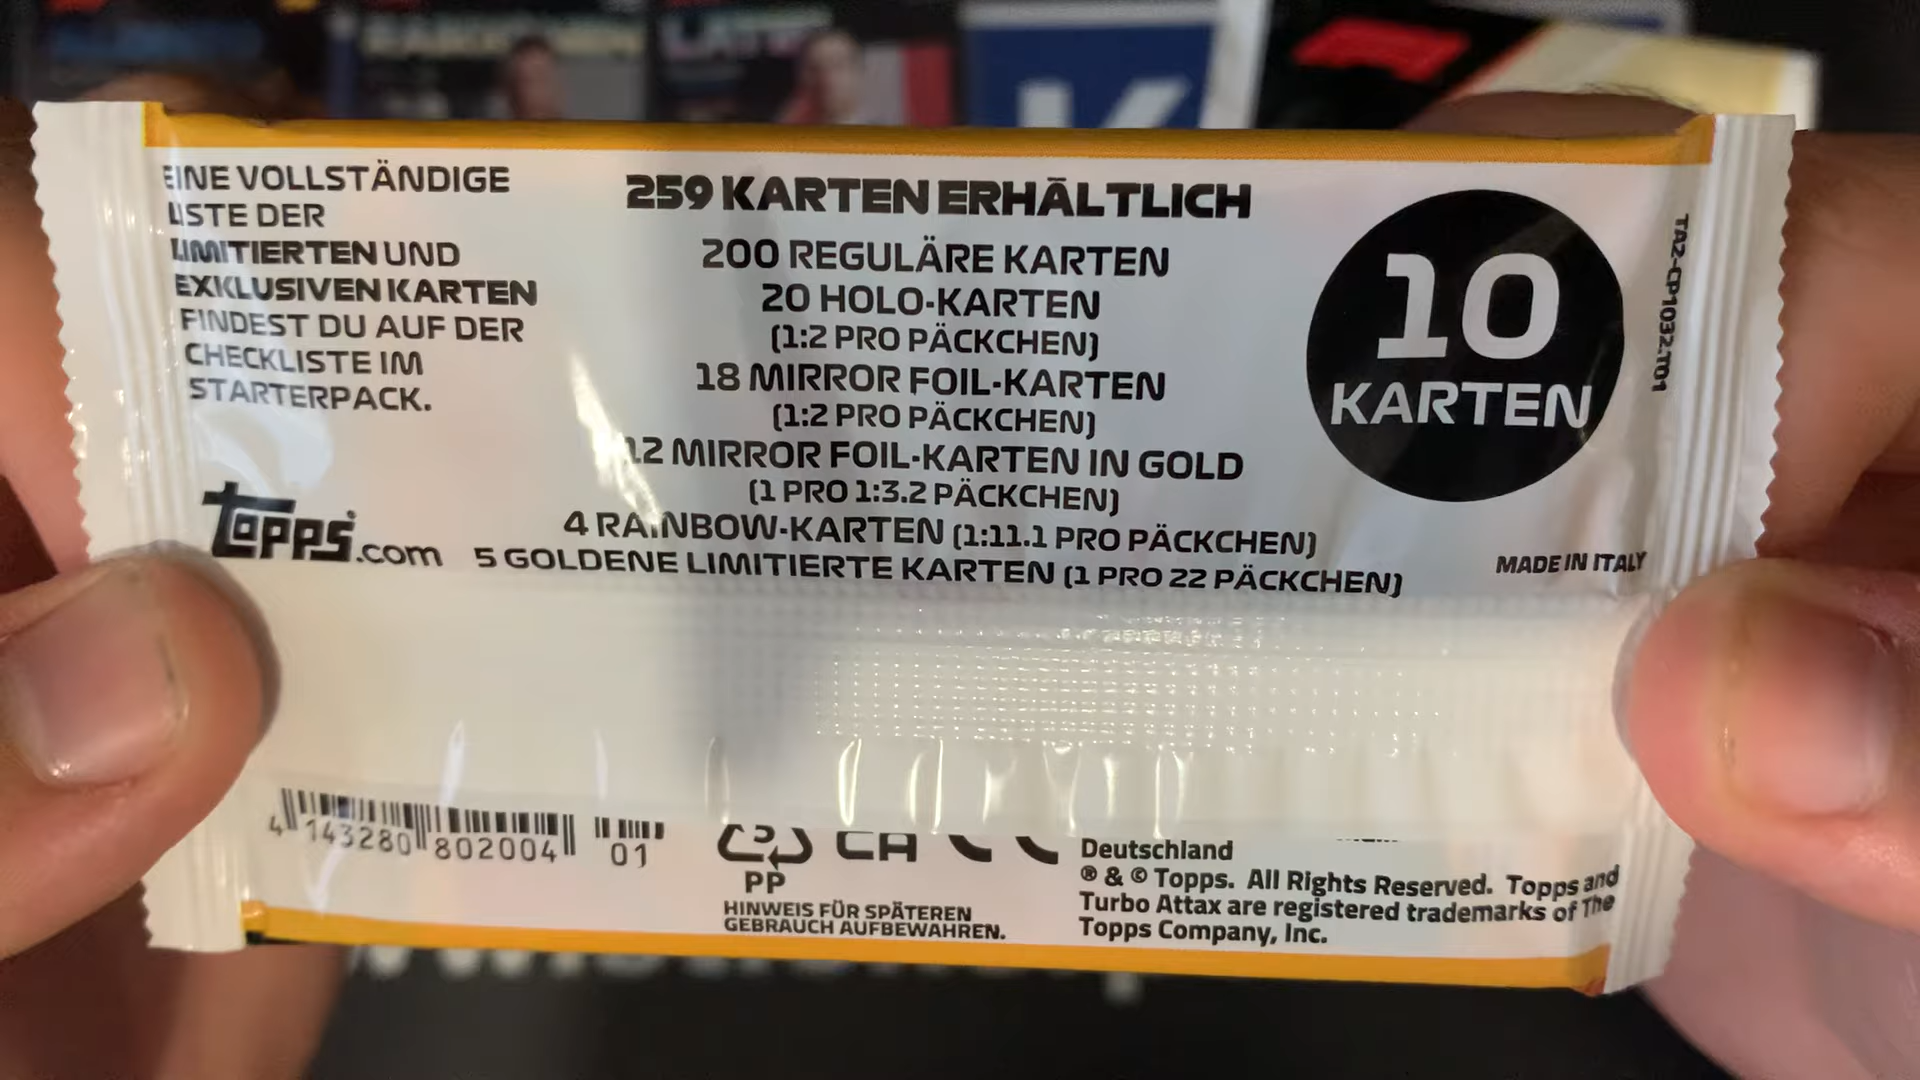 EINE VOLLSTÄNDIGE
LISTE DER
LIMITIERTEN UND
EXKLUSIVEN KARTEN
FINDEST DU AUF DER
CHECKLISTE IM
STARTERPACK.
topps.com
259 KARTEN ERHÄLTLICH
200 REGULÄRE KARTEN
20 HOLO-KARTEN
(1:2 PRO PÄCKCHEN)
18 MIRROR FOIL-KARTEN
(1:2 PRO PÄCKCHEN)
12 MIRROR FOIL-KARTEN IN GOLD
(1 PRO 1:3.2 PÄCKCHEN)
4 RAINBOW-KARTEN (1:11.1 PRO PÄCKCHEN)
5 GOLDENE LIMITIERTE KARTEN (1 PRO 22 PÄCKCHEN)
10
KARTEN
TA2-CP1032.T01
MADE IN ITALY
4 143280 802004 01
5
PP
HINWEIS FÜR SPÄTEREN
GEBRAUCH AUFBEWAHREN.
Deutschland
® & © Topps. All Rights Reserved. Topps and
Turbo Attax are registered trademarks of The
Topps Company, Inc.